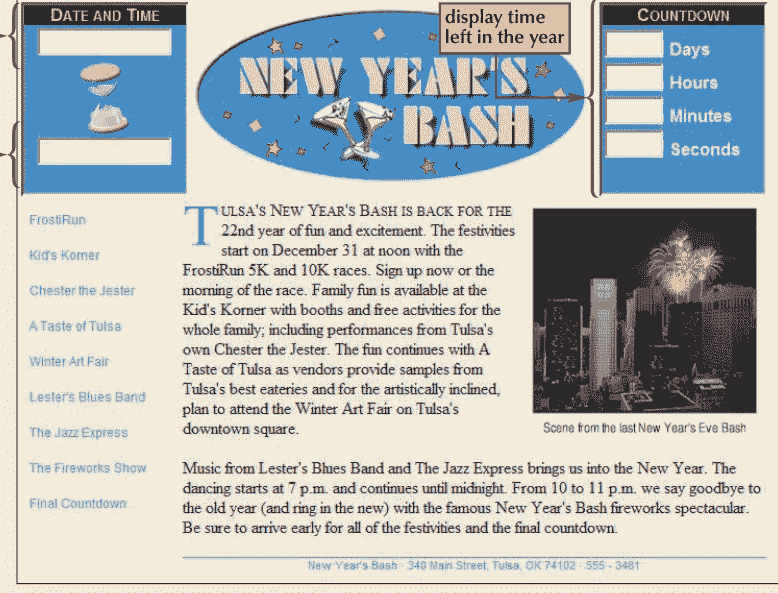 DATE AND TIME
display time
left in the year
COUNTDOWN
Days
Hours
Minutes
Seconds
NEW YEAR'S
BASH
FrostiRun
Kid's Korner
Chester the Jester
A Taste of Tulsa
Winter Art Fair
Lester's Blues Band
The Jazz Express
The Fireworks Show
Final Countdown
TULSA'S NEW YEAR'S BASH IS BACK FOR THE
22nd year of fun and excitement. The festivities
start on December 31 at noon with the
FrostiRun 5K and 10K races. Sign up now or the
morning of the race. Family fun is available at the
Kid's Korner with booths and free activities for the
whole family; including performances from Tulsa's
own Chester the Jester. The fun continues with A
Taste of Tulsa as vendors provide samples from
Tulsa's best eateries and for the artistically inclined,
plan to attend the Winter Art Fair on Tulsa's
downtown square.
Scene from the last New Year's Eve Bash
Music from Lester's Blues Band and The Jazz Express brings us into the New Year. The
dancing starts at 7 p.m. and continues until midnight. From 10 to 11 p.m. we say goodbye to
the old year (and ring in the new) with the famous New Year's Bash fireworks spectacular.
Be sure to arrive early for all of the festivities and the final countdown.
New Year's Bash · 340 Main Street, Tulsa, OK 74102 · 555 - 3481